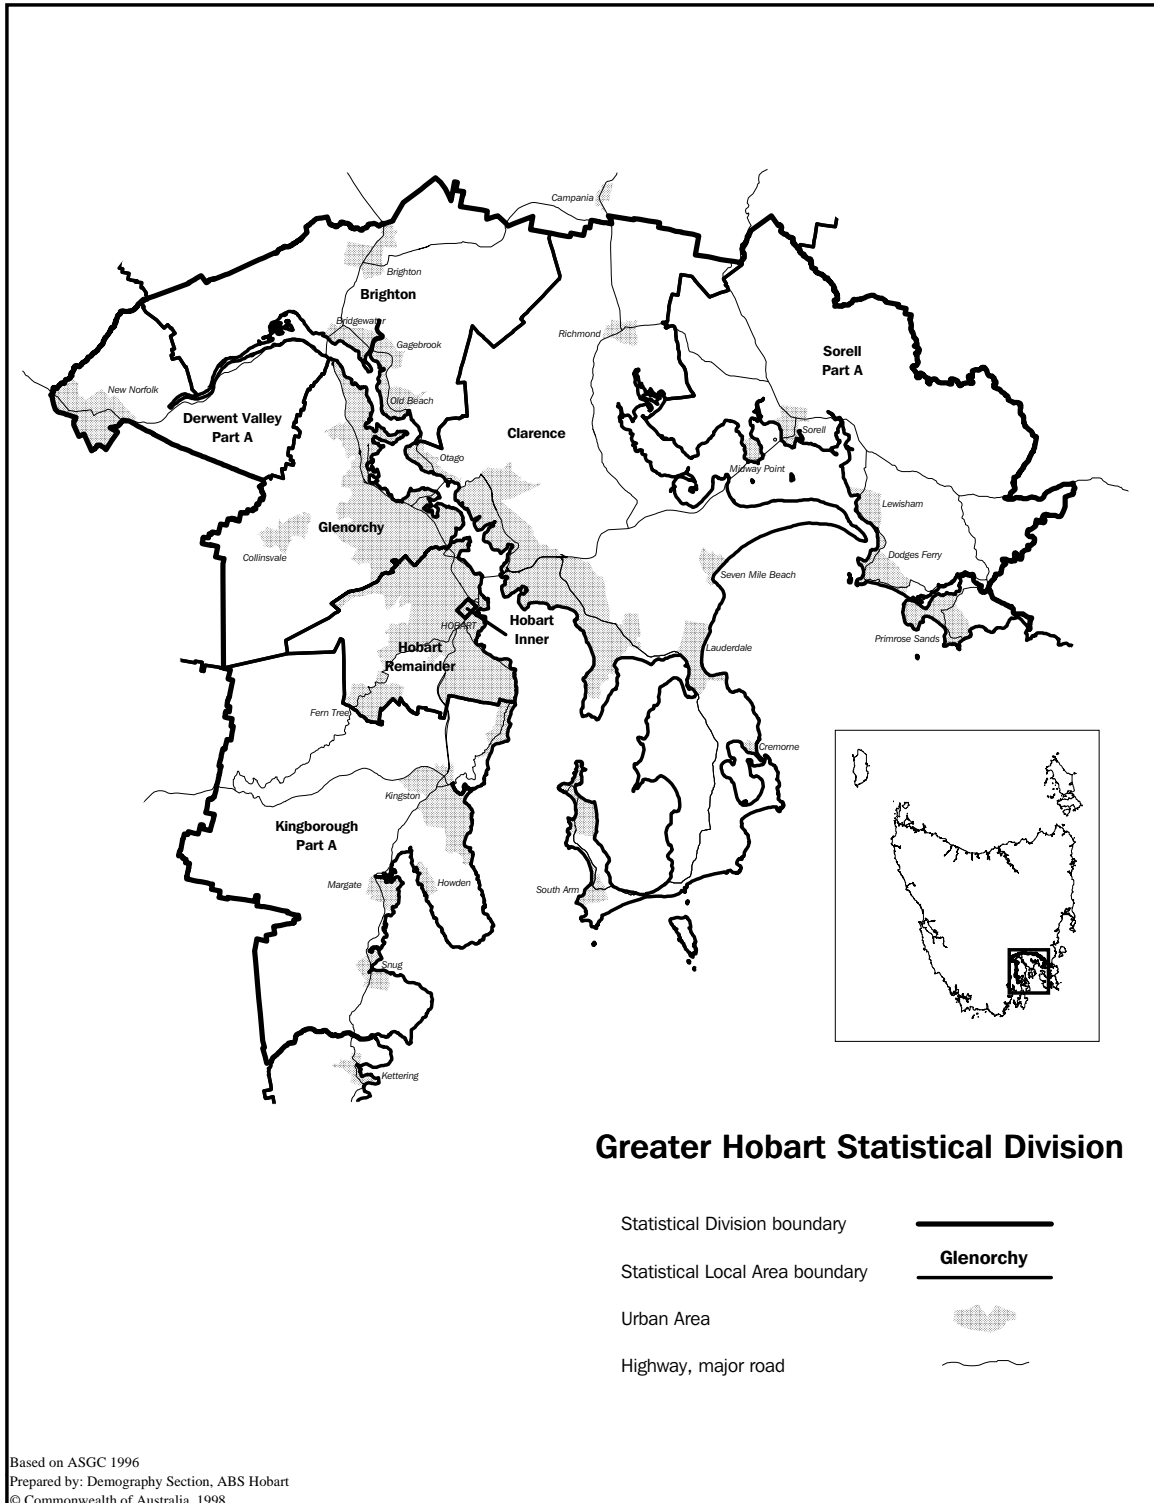 Campania
Brighton
Brighton
Bridgewater
Gagebrook
Richmond
Sorell
Part A
New Norfolk
Old Beach
Derwent Valley
Part A
Clarence
Sorell
Otago
Midway Point
Lewisham
Glenorchy
Collinsvale
Dodges Ferry
Seven Mile Beach
Hobart
Inner
HOBART
Primrose Sands
Hobart
Remainder
Lauderdale
Fern Tree
Cremorne
Kingston
Kingborough
Part A
Margate
Howden
South Arm
Snug
Kettering
Greater Hobart Statistical Division
Statistical Division boundary
Glenorchy
Statistical Local Area boundary
Urban Area
Highway, major road
Based on ASGC 1996
Prepared by: Demography Section, ABS Hobart
© Commonwealth of Australia, 1998